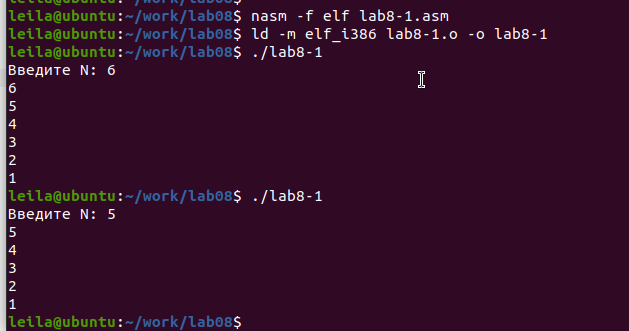 leila@ubuntu:~/work/lab08$ nasm -f elf lab8-1.asm
leila@ubuntu:~/work/lab08$ ld -m elf_i386 lab8-1.o -o lab8-1
leila@ubuntu:~/work/lab08$ ./lab8-1
Введите N: 6
6
5
4
3
2
1
leila@ubuntu:~/work/lab08$ ./lab8-1
Введите N: 5
5
4
3
2
1
leila@ubuntu:~/work/lab08$